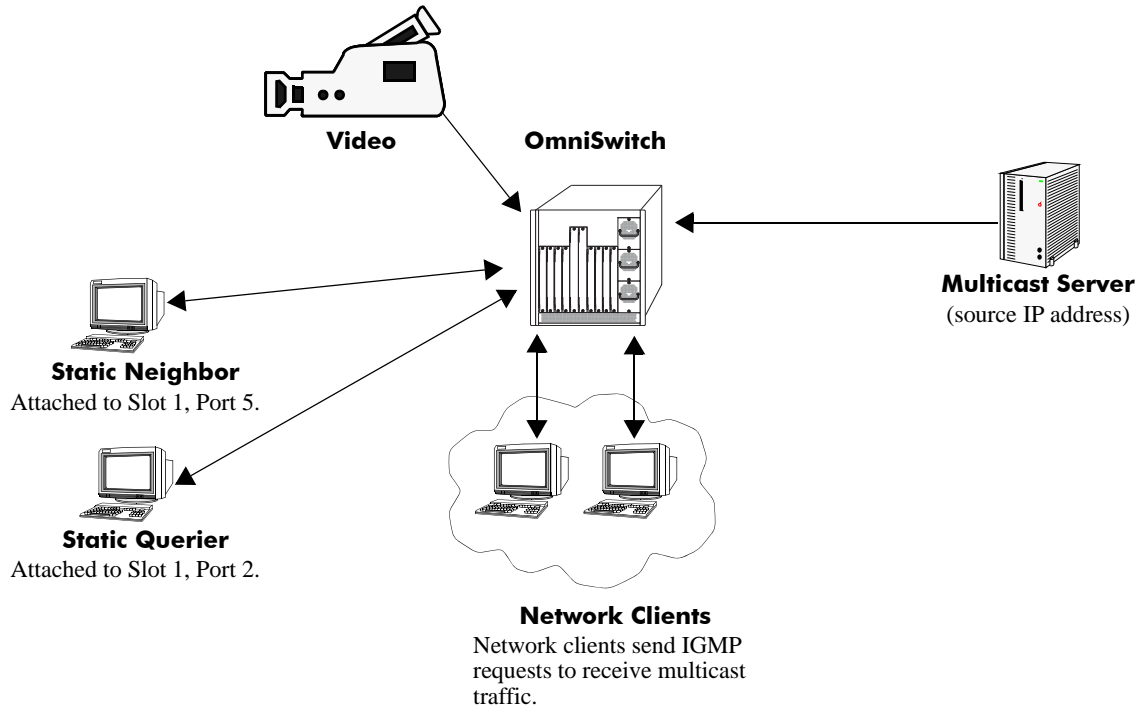 Video
OmniSwitch
Multicast Server
(source IP address)
Static Neighbor
Attached to Slot 1, Port 5.
Static Querier
Attached to Slot 1, Port 2.
Network Clients
Network clients send IGMP
requests to receive multicast
traffic.